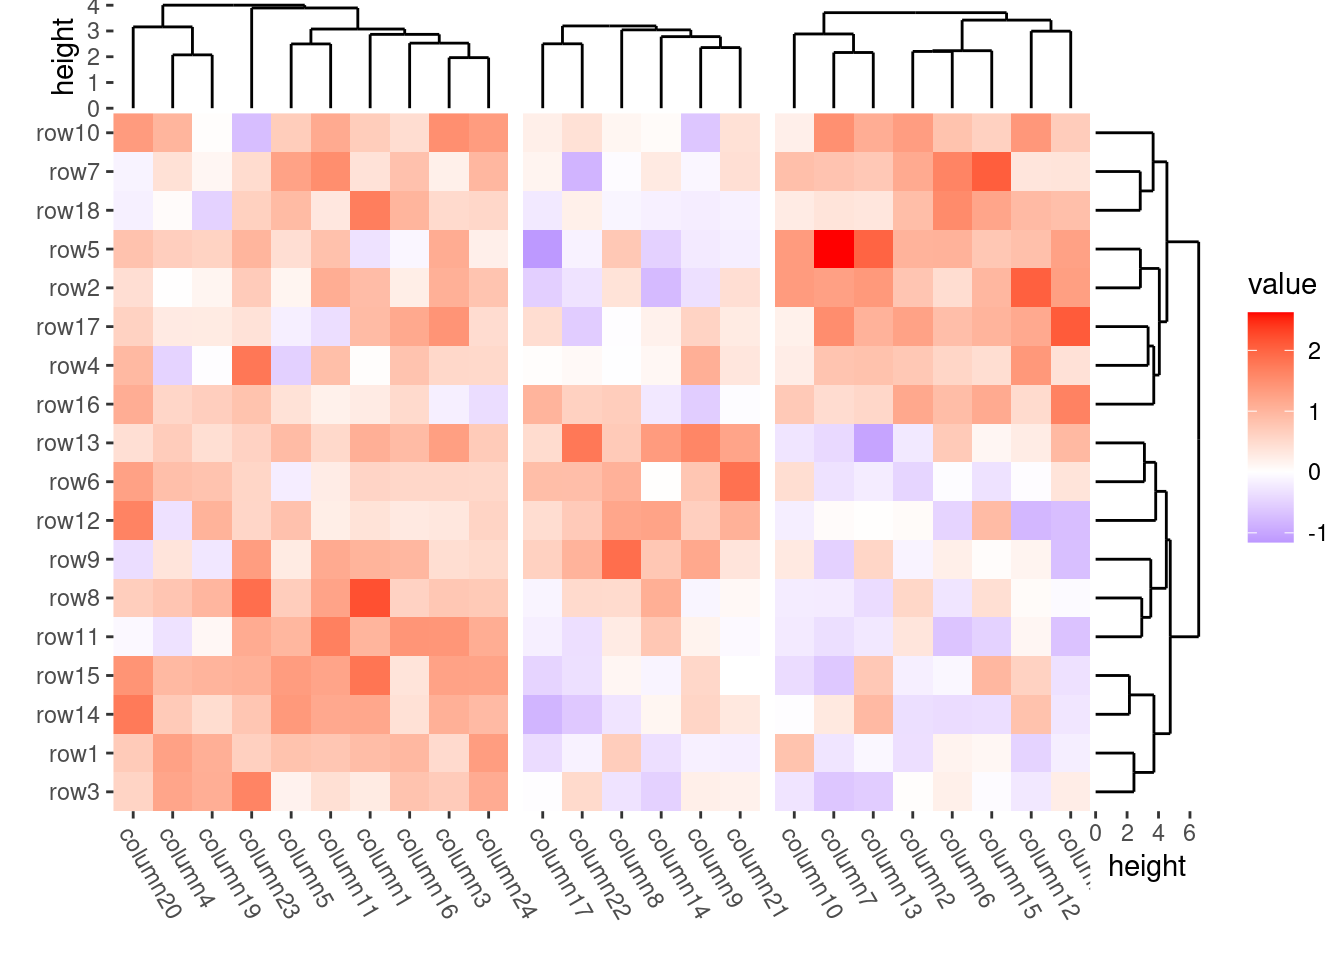 height
4
3
2
1
0
row10
row7
row18
row5
row2
row17
row4
row16
row13
row6
row12
row9
row8
row11
row15
row14
row1
row3
column20
column4
column19
column23
column5
column11
column1
column16
column3
column24
column17
column22
column8
column14
column9
column21
column10
column7
column13
column2
column6
column15
column12
0 2 4 6
height
value
2
1
0
-1